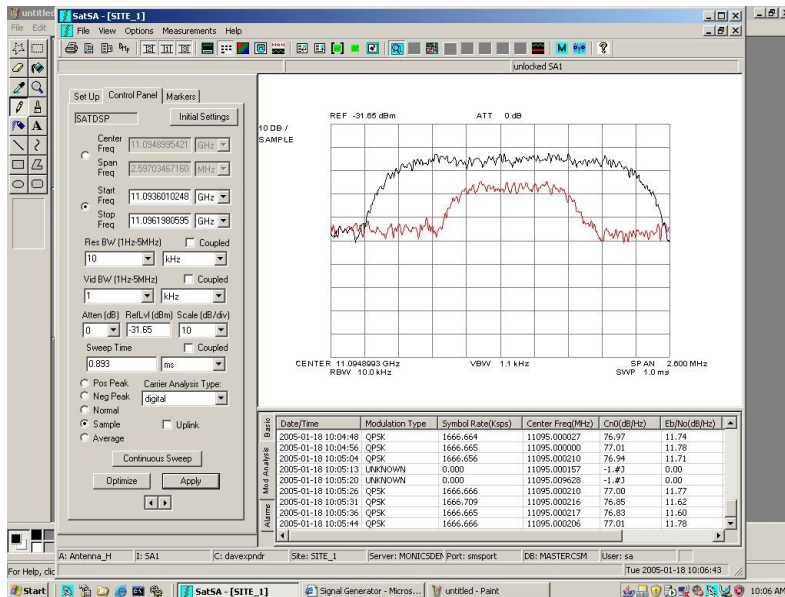 untitled
SatSA - [SITE_1]
File Edit
File View Options Measurements Help
unlocked SA1
Set Up Control Panel Markers
SATDSP
Initial Settings
Center Freq 11.0948995421 GHz
Span Freq 2.59703467160 MHz
Start Freq 11.0936010248 GHz
Stop Freq 11.0961980595 GHz
Res BW (1Hz-5MHz) Coupled
10 kHz
Vid BW (1Hz-5MHz) Coupled
1 kHz
Atten (dB) RefLvl (dBm) Scale (dB/div)
0 -31.65 10
Sweep Time Coupled
0.893 ms
Pos Peak Carrier Analysis Type:
Neg Peak digital
Normal
Sample Uplink
Average
Continuous Sweep
Optimize Apply
REF -31.65 dBm ATT 0 dB
10 DB /
SAMPLE
CENTER 11.0948993 GHz VBW 1.1 kHz SPAN 2.600 MHz
RBW 10.0 kHz SWP 1.0 ms
Basic
Mod Analysis
Alarms
Date/Time Modulation Type Symbol Rate(Ksps) Center Freq(MHz) Cn0(dB/Hz) Eb/No(dB/Hz)
2005-01-18 10:04:48 QPSK 1666.664 11095.000027 76.97 11.74
2005-01-18 10:04:56 QPSK 1666.665 11095.000000 77.01 11.78
2005-01-18 10:05:04 QPSK 1666.656 11095.000210 76.94 11.71
2005-01-18 10:05:13 UNKNOWN 0.000 11095.000157 -1.#J 0.00
2005-01-18 10:05:20 UNKNOWN 0.000 11095.009628 -1.#J 0.00
2005-01-18 10:05:26 QPSK 1666.666 11095.000210 77.00 11.77
2005-01-18 10:05:31 QPSK 1666.709 11095.000216 76.85 11.62
2005-01-18 10:05:36 QPSK 1666.665 11095.000217 76.83 11.60
2005-01-18 10:05:44 QPSK 1666.666 11095.000206 77.01 11.78
A: Antenna_H I: SA1 C: davexpndr Site: SITE_1 Server: MONICSDEN Port: smsport DB: MASTERCSM User: sa
Tue 2005-01-18 10:06:43
For Help, clic
Start SatSA - [SITE_1] Signal Generator - Micros... untitled - Paint 10:06 AM